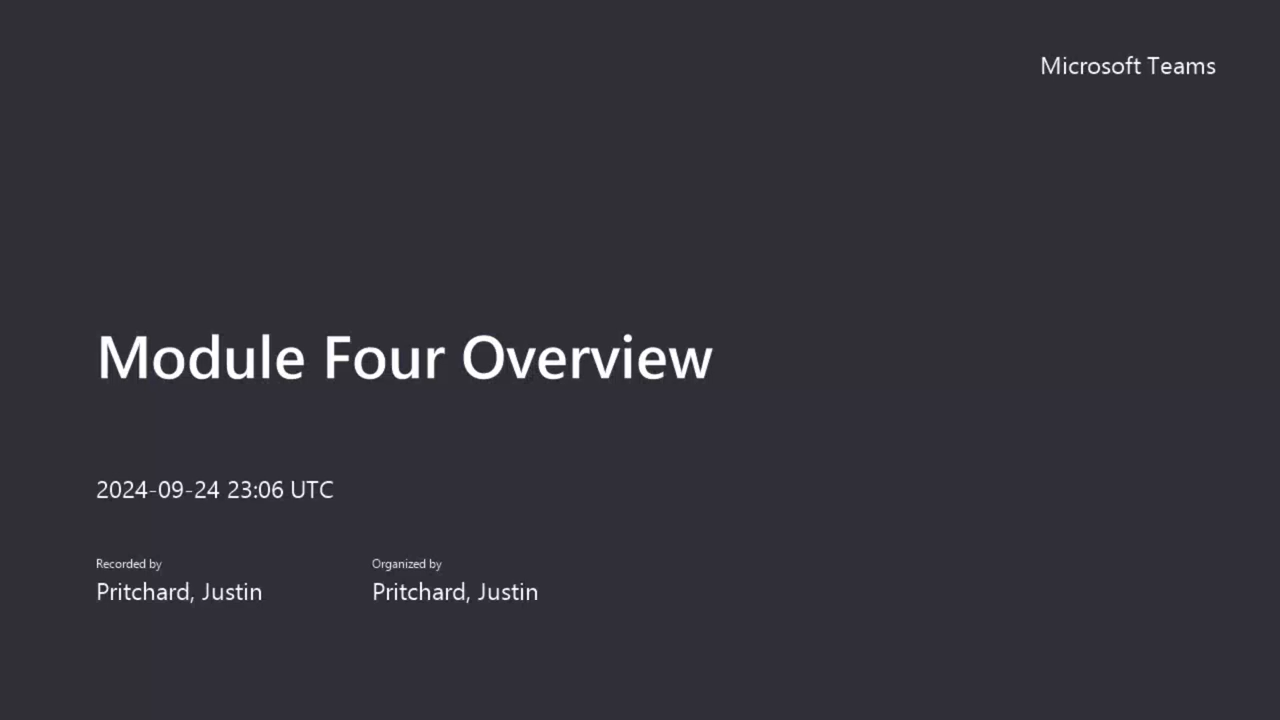 Microsoft Teams
Module Four Overview
2024-09-24 23:06 UTC
Recorded by
Pritchard, Justin
Organized by
Pritchard, Justin